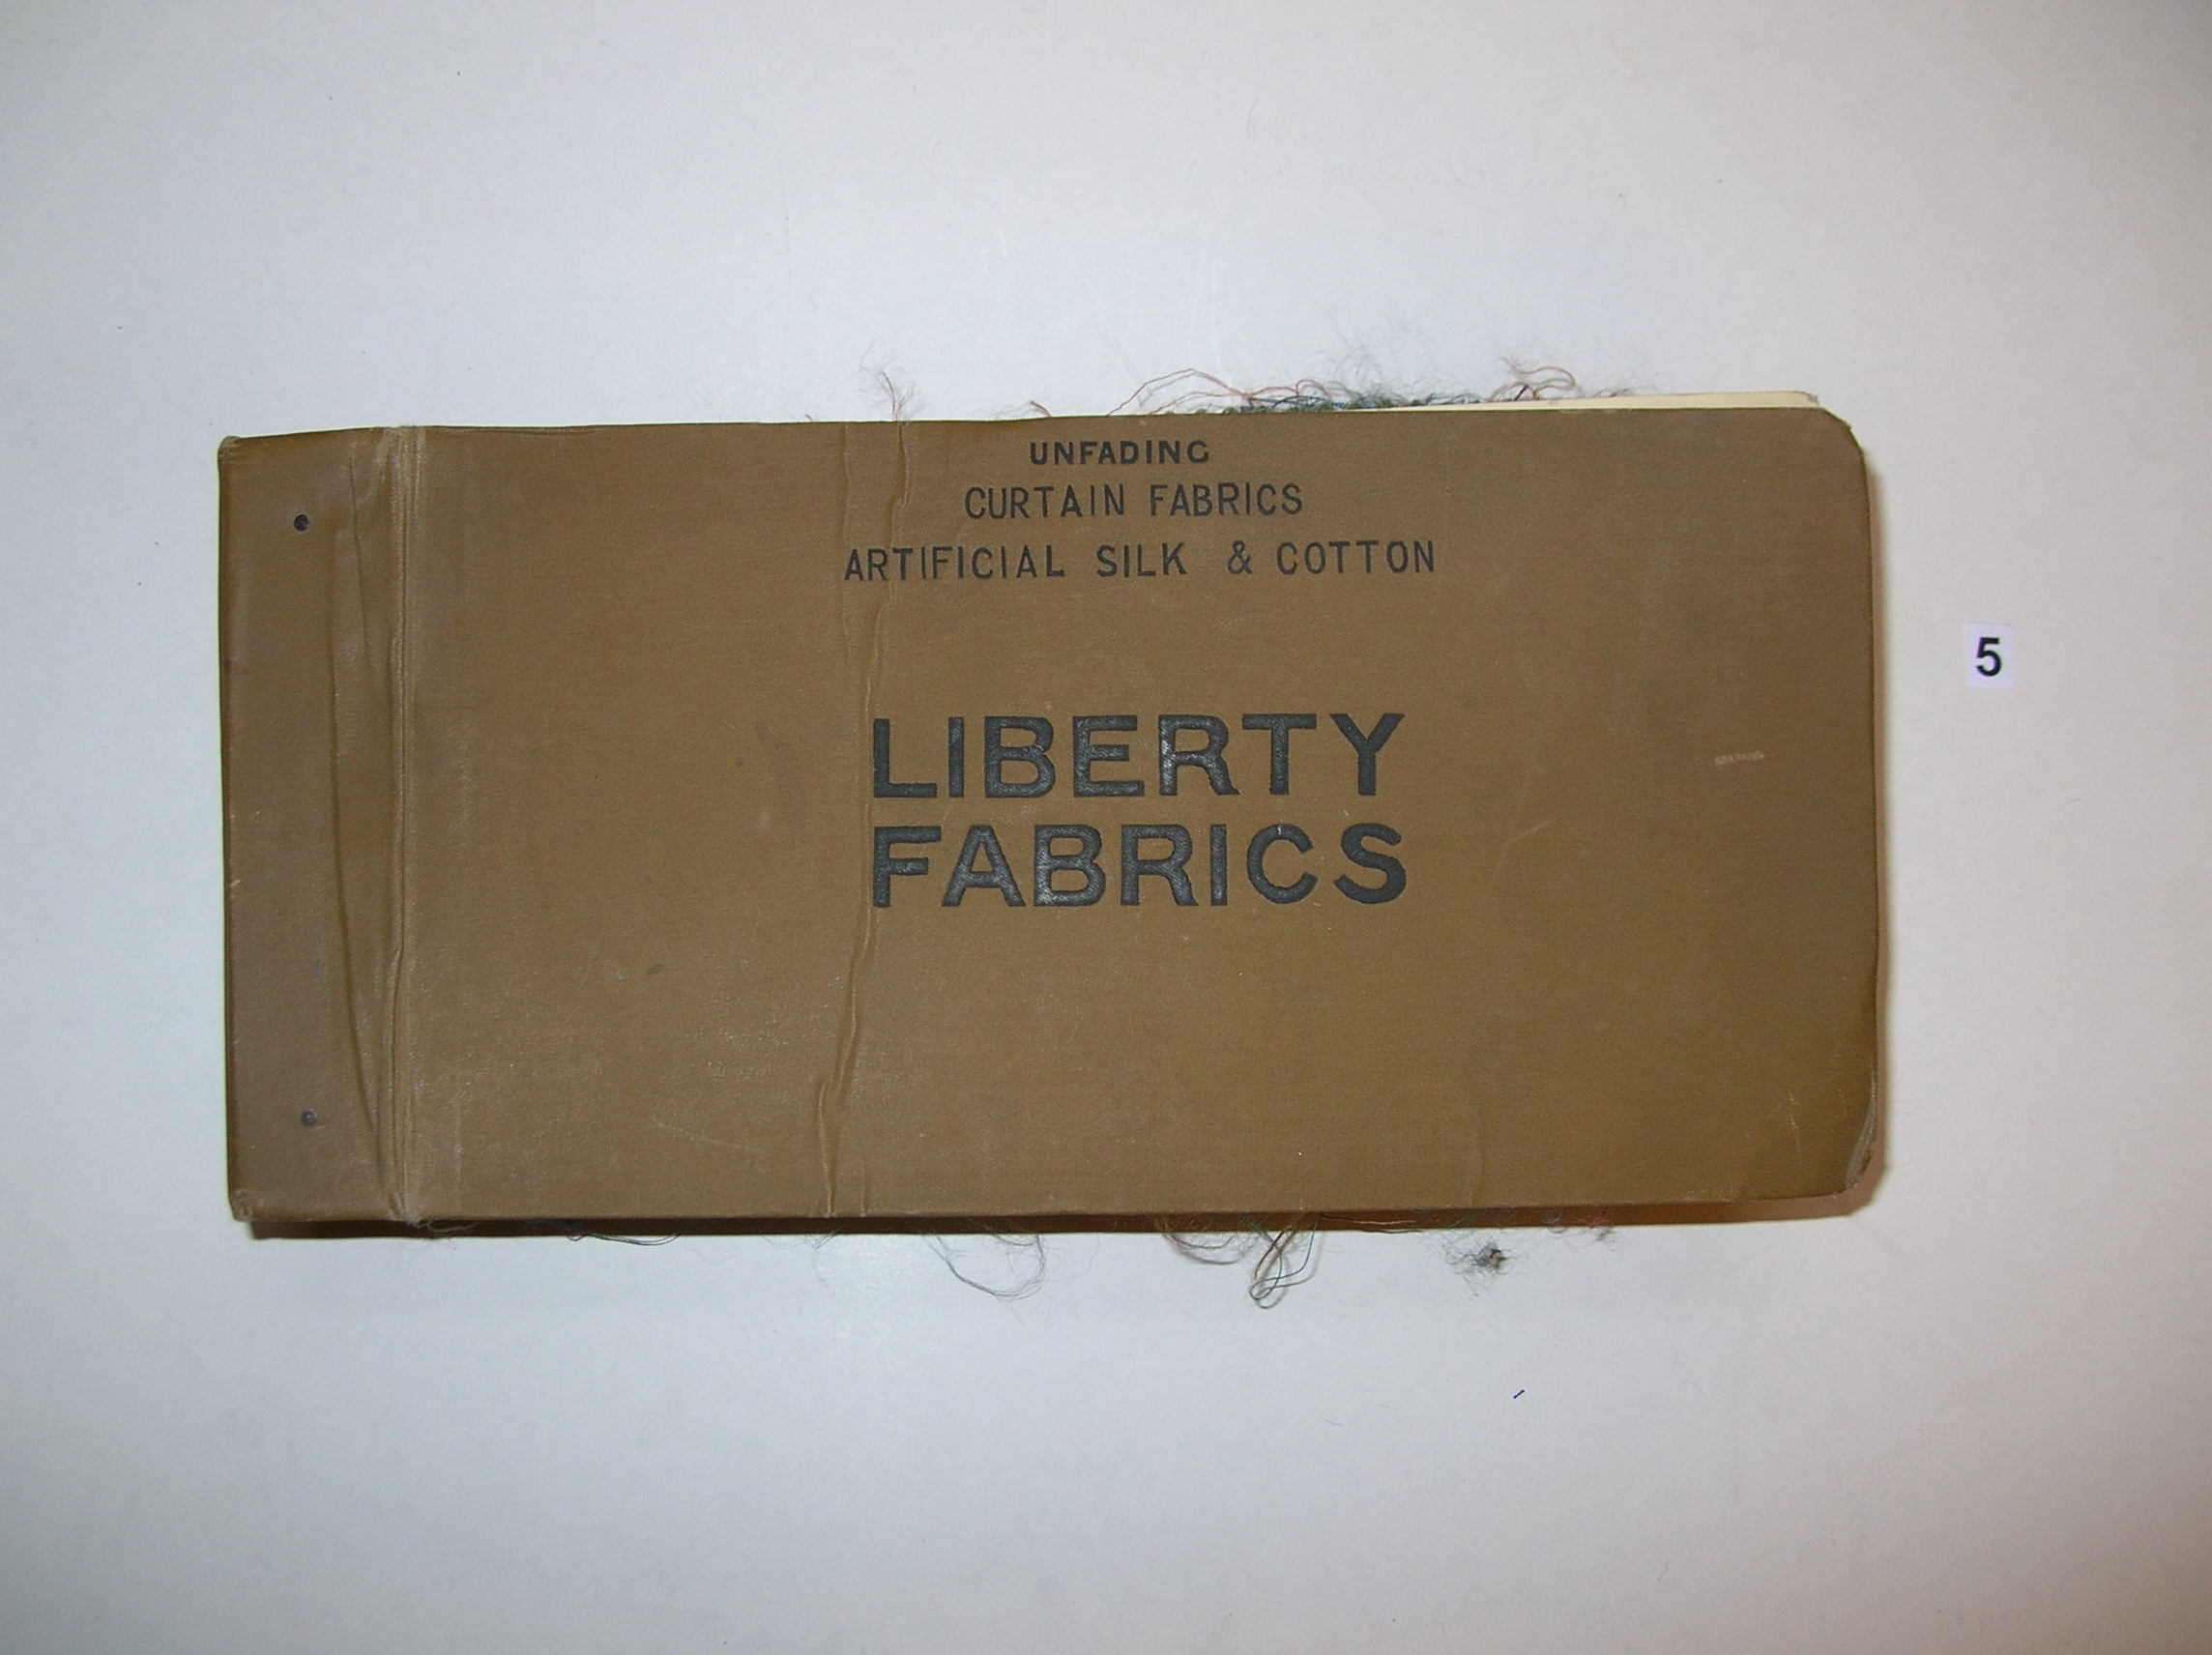 UNFADING
CURTAIN FABRICS
ARTIFICIAL SILK & COTTON
LIBERTY
FABRICS
5